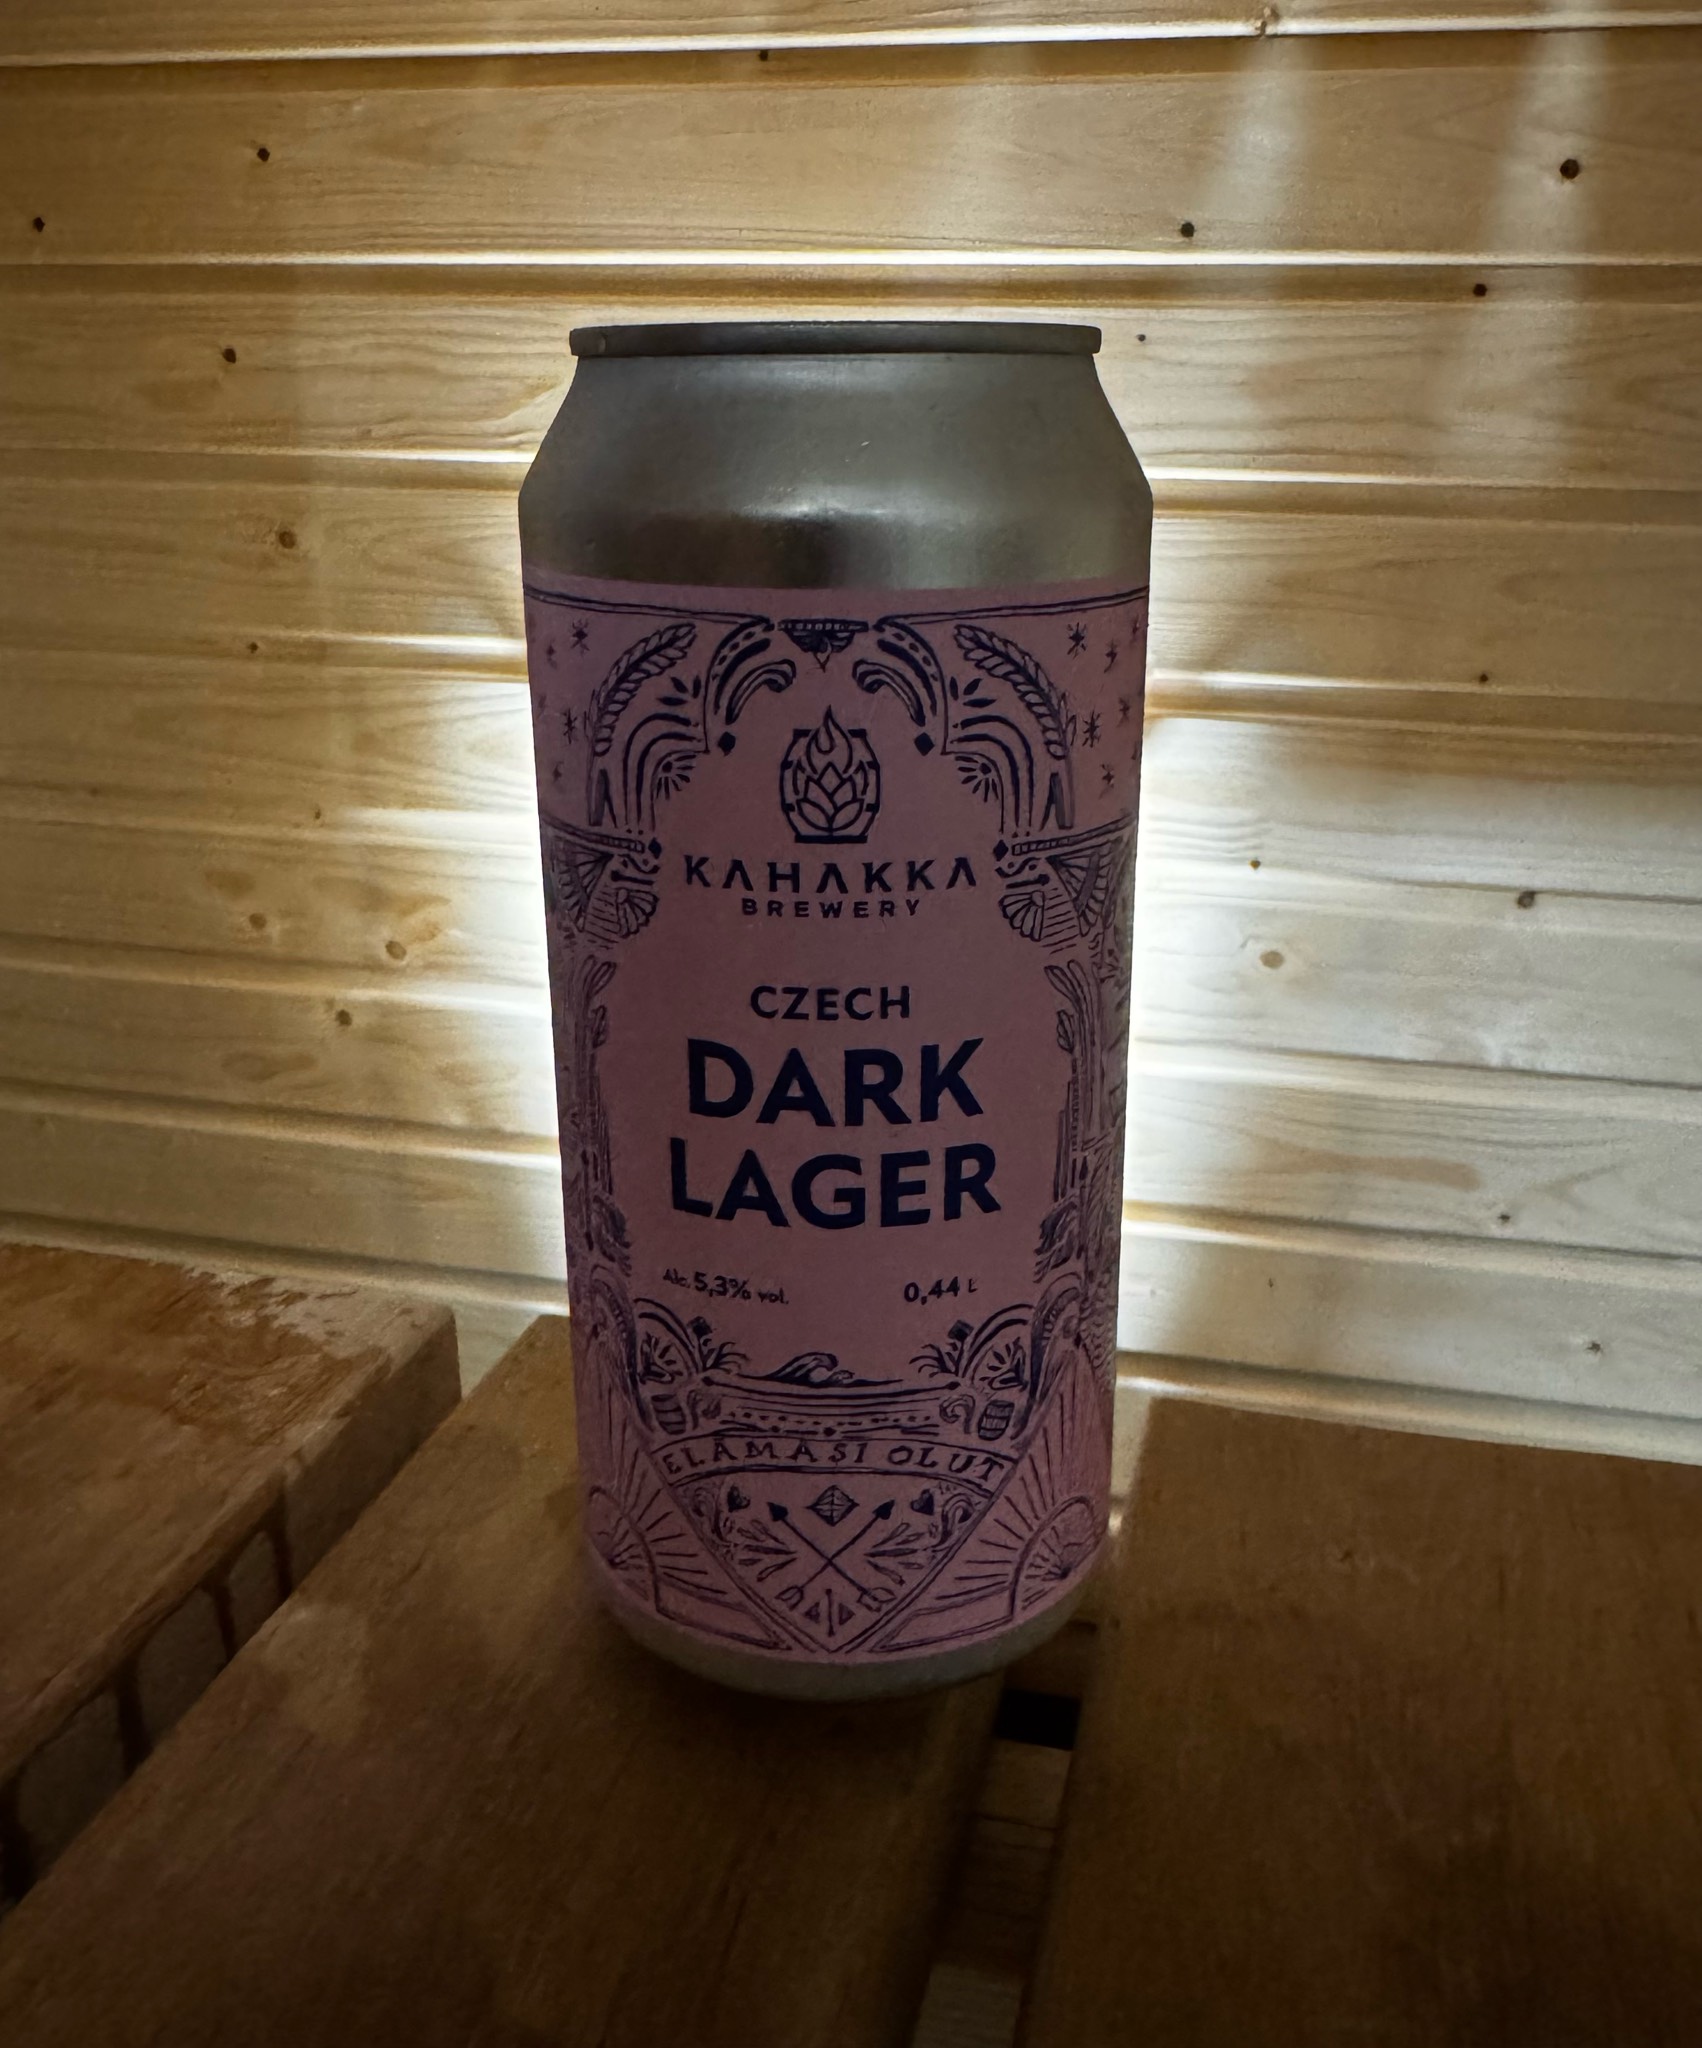 KAHAKKA
BREWERY
CZECH
DARK
LAGER
Alc. 5,3% vol.
0,44 L
ELÄMÄSI OLUT